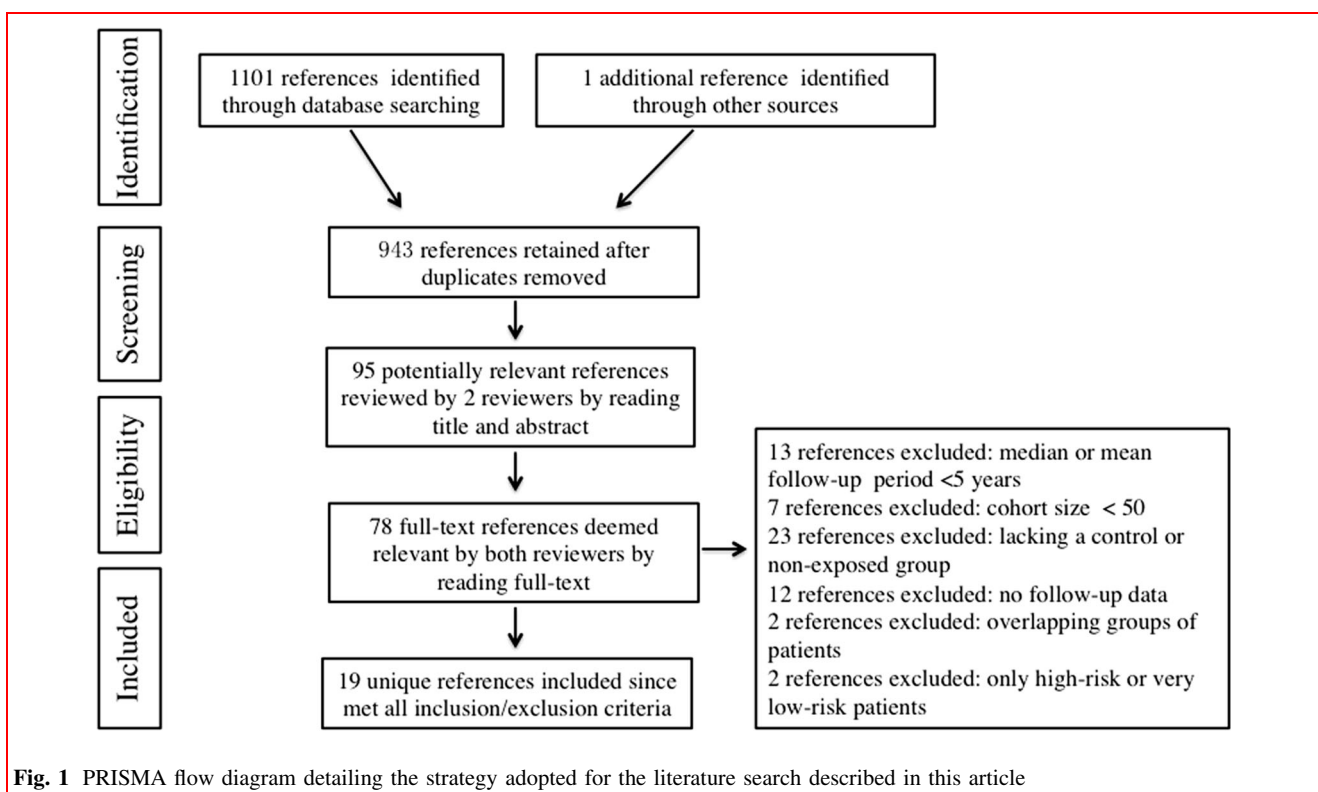 Identification
1101 references identified
through database searching
1 additional reference identified
through other sources
Screening
943 references retained after
duplicates removed
95 potentially relevant references
reviewed by 2 reviewers by reading
title and abstract
Eligibility
78 full-text references deemed
relevant by both reviewers by
reading full-text
13 references excluded: median or mean
follow-up period <5 years
7 references excluded: cohort size < 50
23 references excluded: lacking a control or
non-exposed group
12 references excluded: no follow-up data
2 references excluded: overlapping groups of
patients
2 references excluded: only high-risk or very
low-risk patients
Included
19 unique references included since
met all inclusion/exclusion criteria
Fig. 1 PRISMA flow diagram detailing the strategy adopted for the literature search described in this article